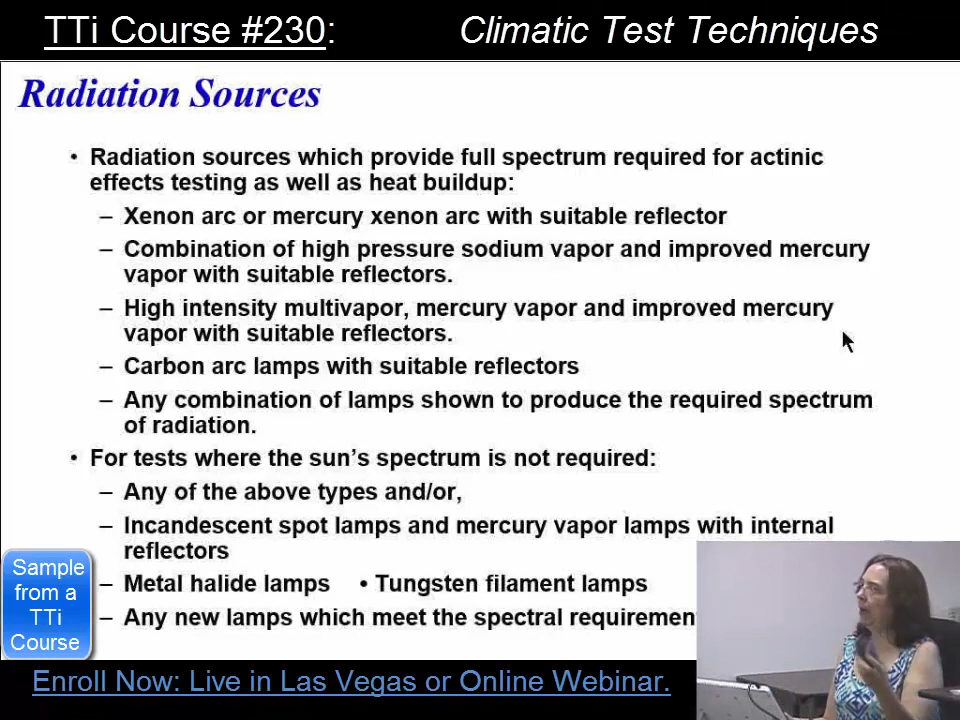 TTi Course #230: Climatic Test Techniques
Radiation Sources
• Radiation sources which provide full spectrum required for actinic
effects testing as well as heat buildup:
– Xenon arc or mercury xenon arc with suitable reflector
– Combination of high pressure sodium vapor and improved mercury
vapor with suitable reflectors.
– High intensity multivapor, mercury vapor and improved mercury
vapor with suitable reflectors.
– Carbon arc lamps with suitable reflectors
– Any combination of lamps shown to produce the required spectrum
of radiation.
• For tests where the sun's spectrum is not required:
– Any of the above types and/or,
– Incandescent spot lamps and mercury vapor lamps with internal
reflectors
– Metal halide lamps • Tungsten filament lamps
– Any new lamps which meet the spectral
Sample
from a
TTi
Course
Enroll Now: Live in Las Vegas or Online Webinar.